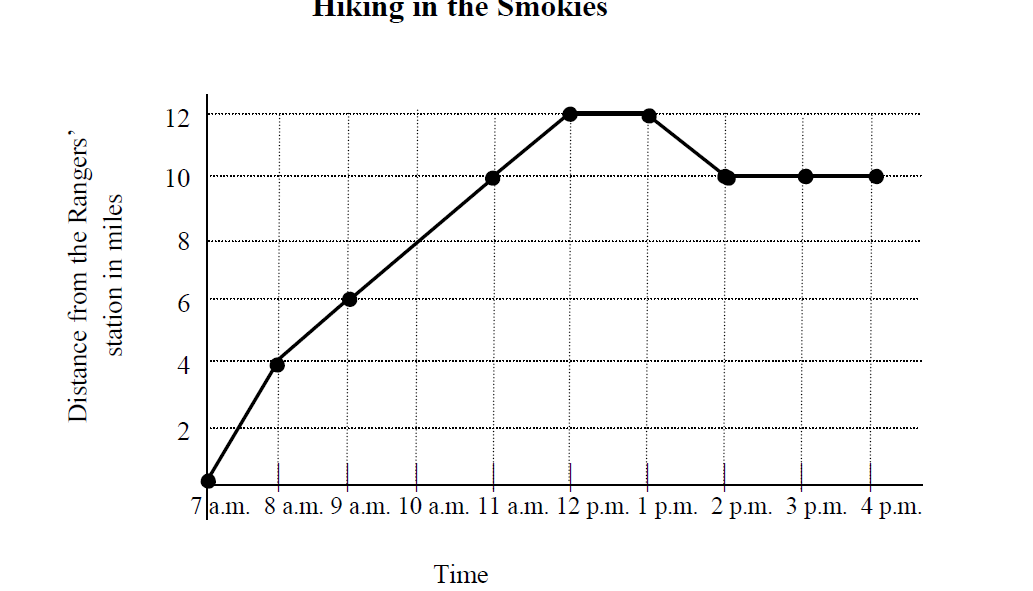 Hiking in the Smokies
Distance from the Rangers’
station in miles
12
10
8
6
4
2
7 a.m. 8 a.m. 9 a.m. 10 a.m. 11 a.m. 12 p.m. 1 p.m. 2 p.m. 3 p.m. 4 p.m.
Time